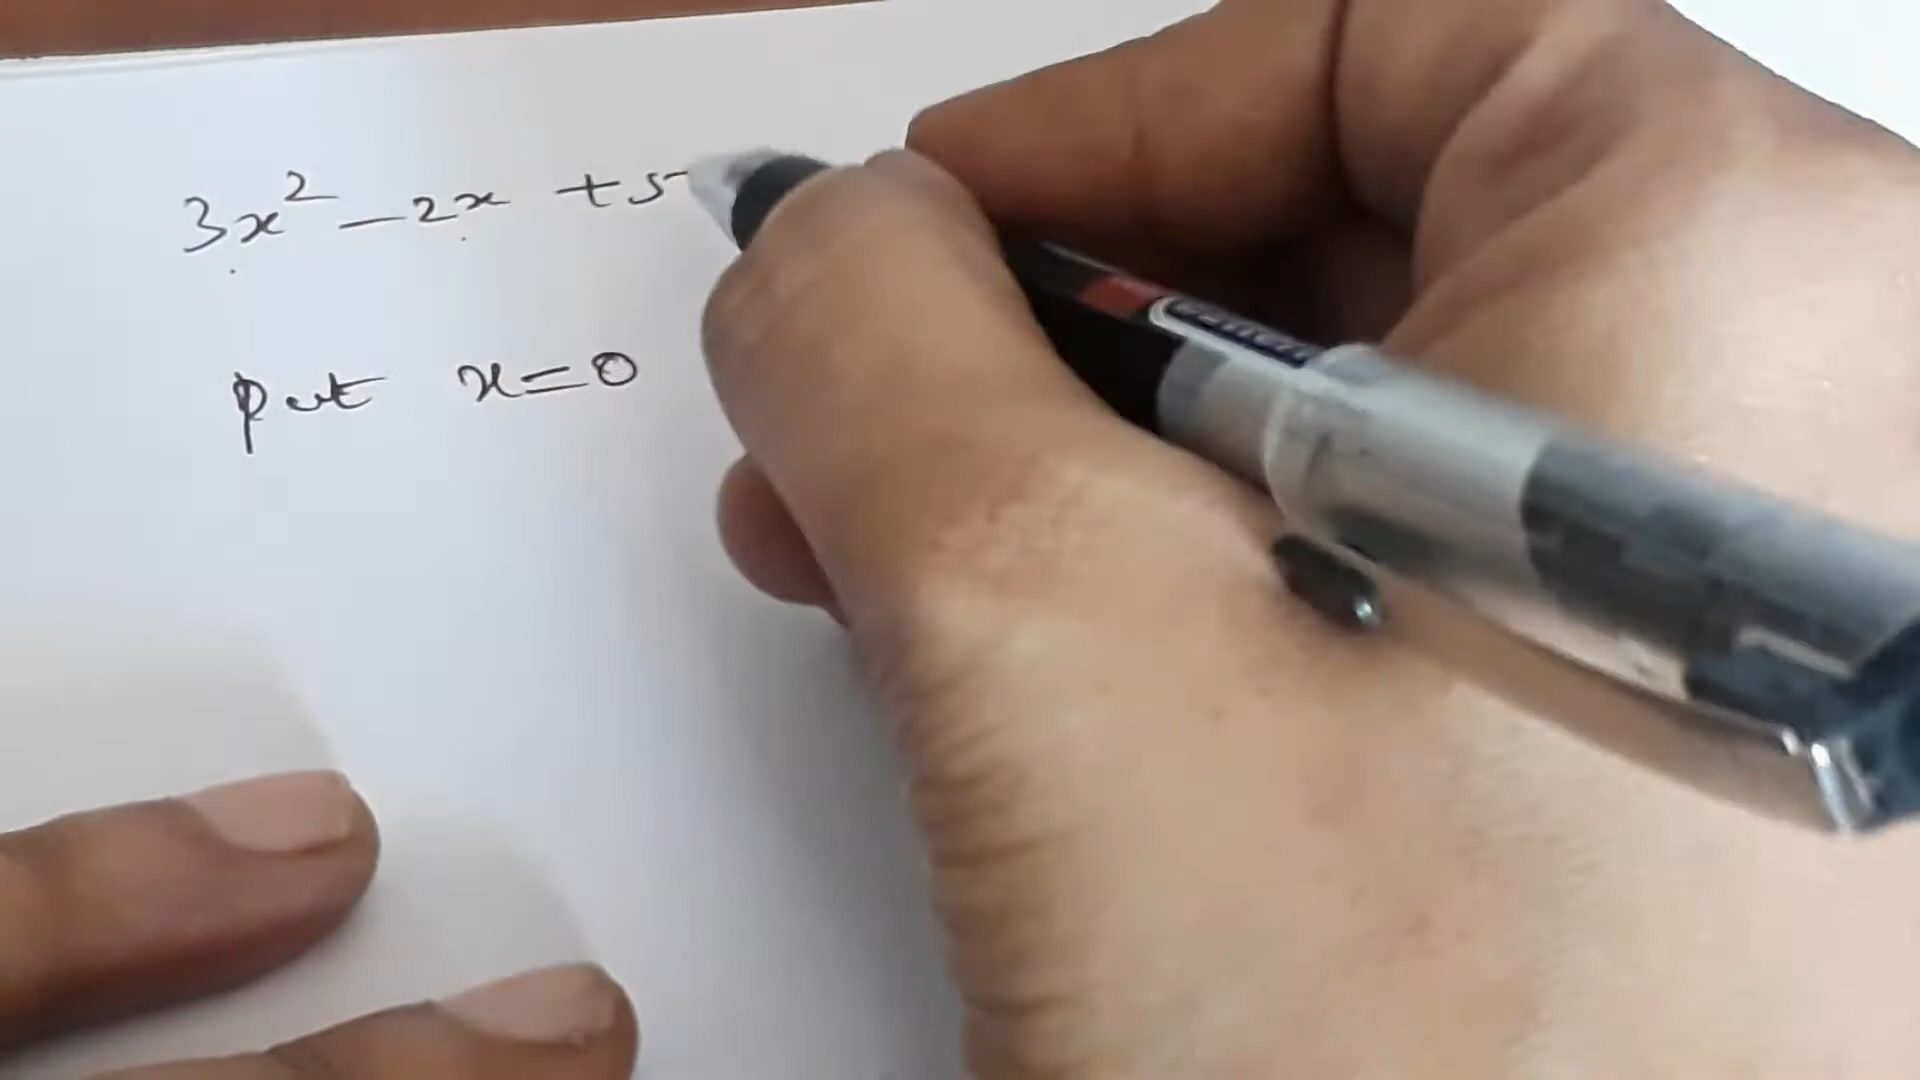 3x² - 2x + 5
Put x = 0